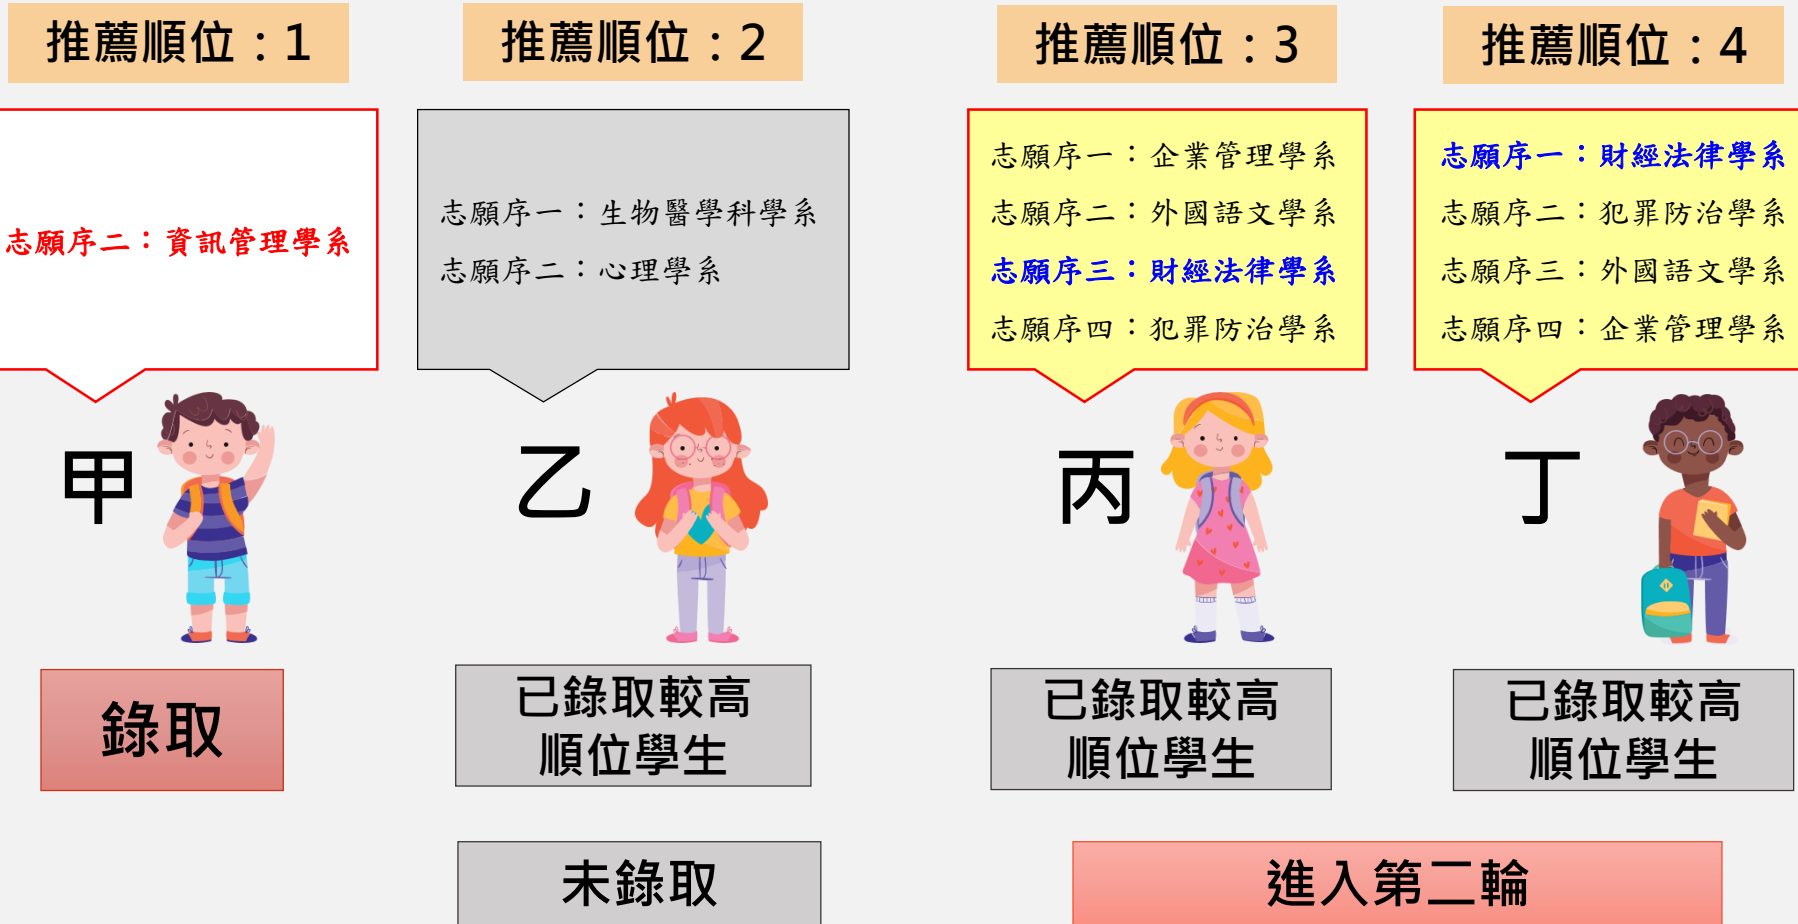 推薦順位：1
推薦順位：2
推薦順位：3
推薦順位：4
志願序二：資訊管理學系
志願序一：生物醫學科學系
志願序二：心理學系
志願序一：企業管理學系
志願序二：外國語文學系
志願序三：財經法律學系
志願序四：犯罪防治學系
志願序一：財經法律學系
志願序二：犯罪防治學系
志願序三：外國語文學系
志願序四：企業管理學系
甲
乙
丙
丁
錄取
已錄取較高
順位學生
已錄取較高
順位學生
已錄取較高
順位學生
未錄取
進入第二輪